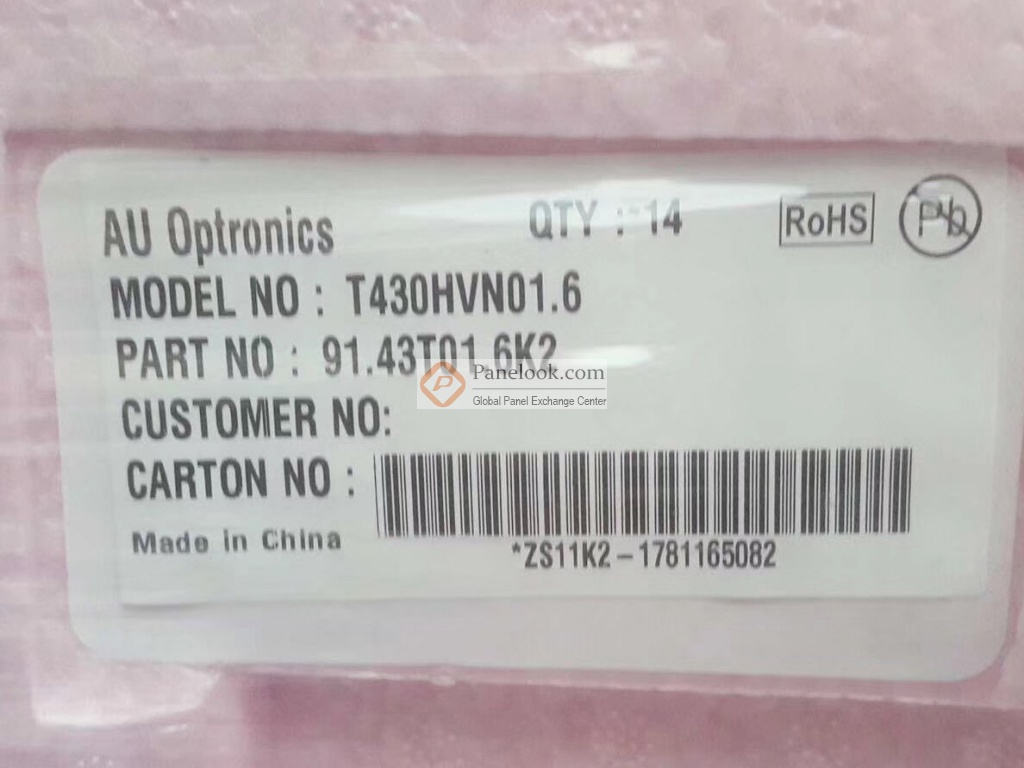 AU Optronics QTY : 14 RoHS Pb
MODEL NO : T430HVN01.6
PART NO : 91.43T01.6K2
Panelook.com
Global Panel Exchange Center
CUSTOMER NO:
CARTON NO :
*ZS11K2-1781165082
Made in China